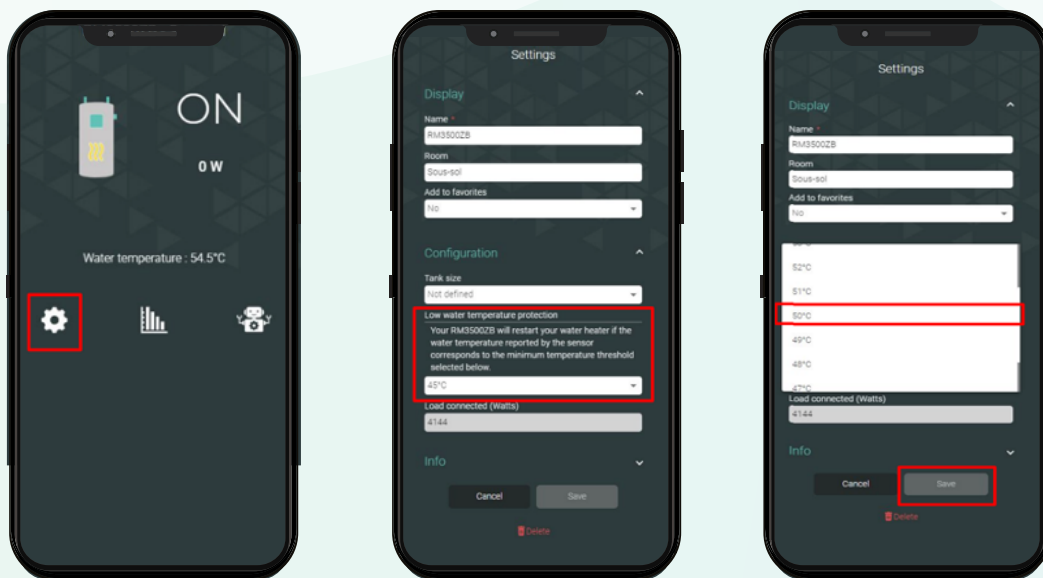 ON
0 W
Water temperature : 54.5°C
Settings
Display
Name *
RM3500ZB
Room
Sous-sol
Add to favorites
No
Configuration
Tank size
Not defined
Low water temperature protection
Your RM3500ZB will restart your water heater if the
water temperature reported by the sensor
corresponds to the minimum temperature threshold
selected below.
45°C
Load connected (Watts)
4144
Info
Cancel
Save
Delete
Settings
Display
Name *
RM3500ZB
Room
Sous-sol
Add to favorites
No
52°C
51°C
50°C
49°C
48°C
47°C
Load connected (Watts)
4144
Info
Cancel
Save
Delete